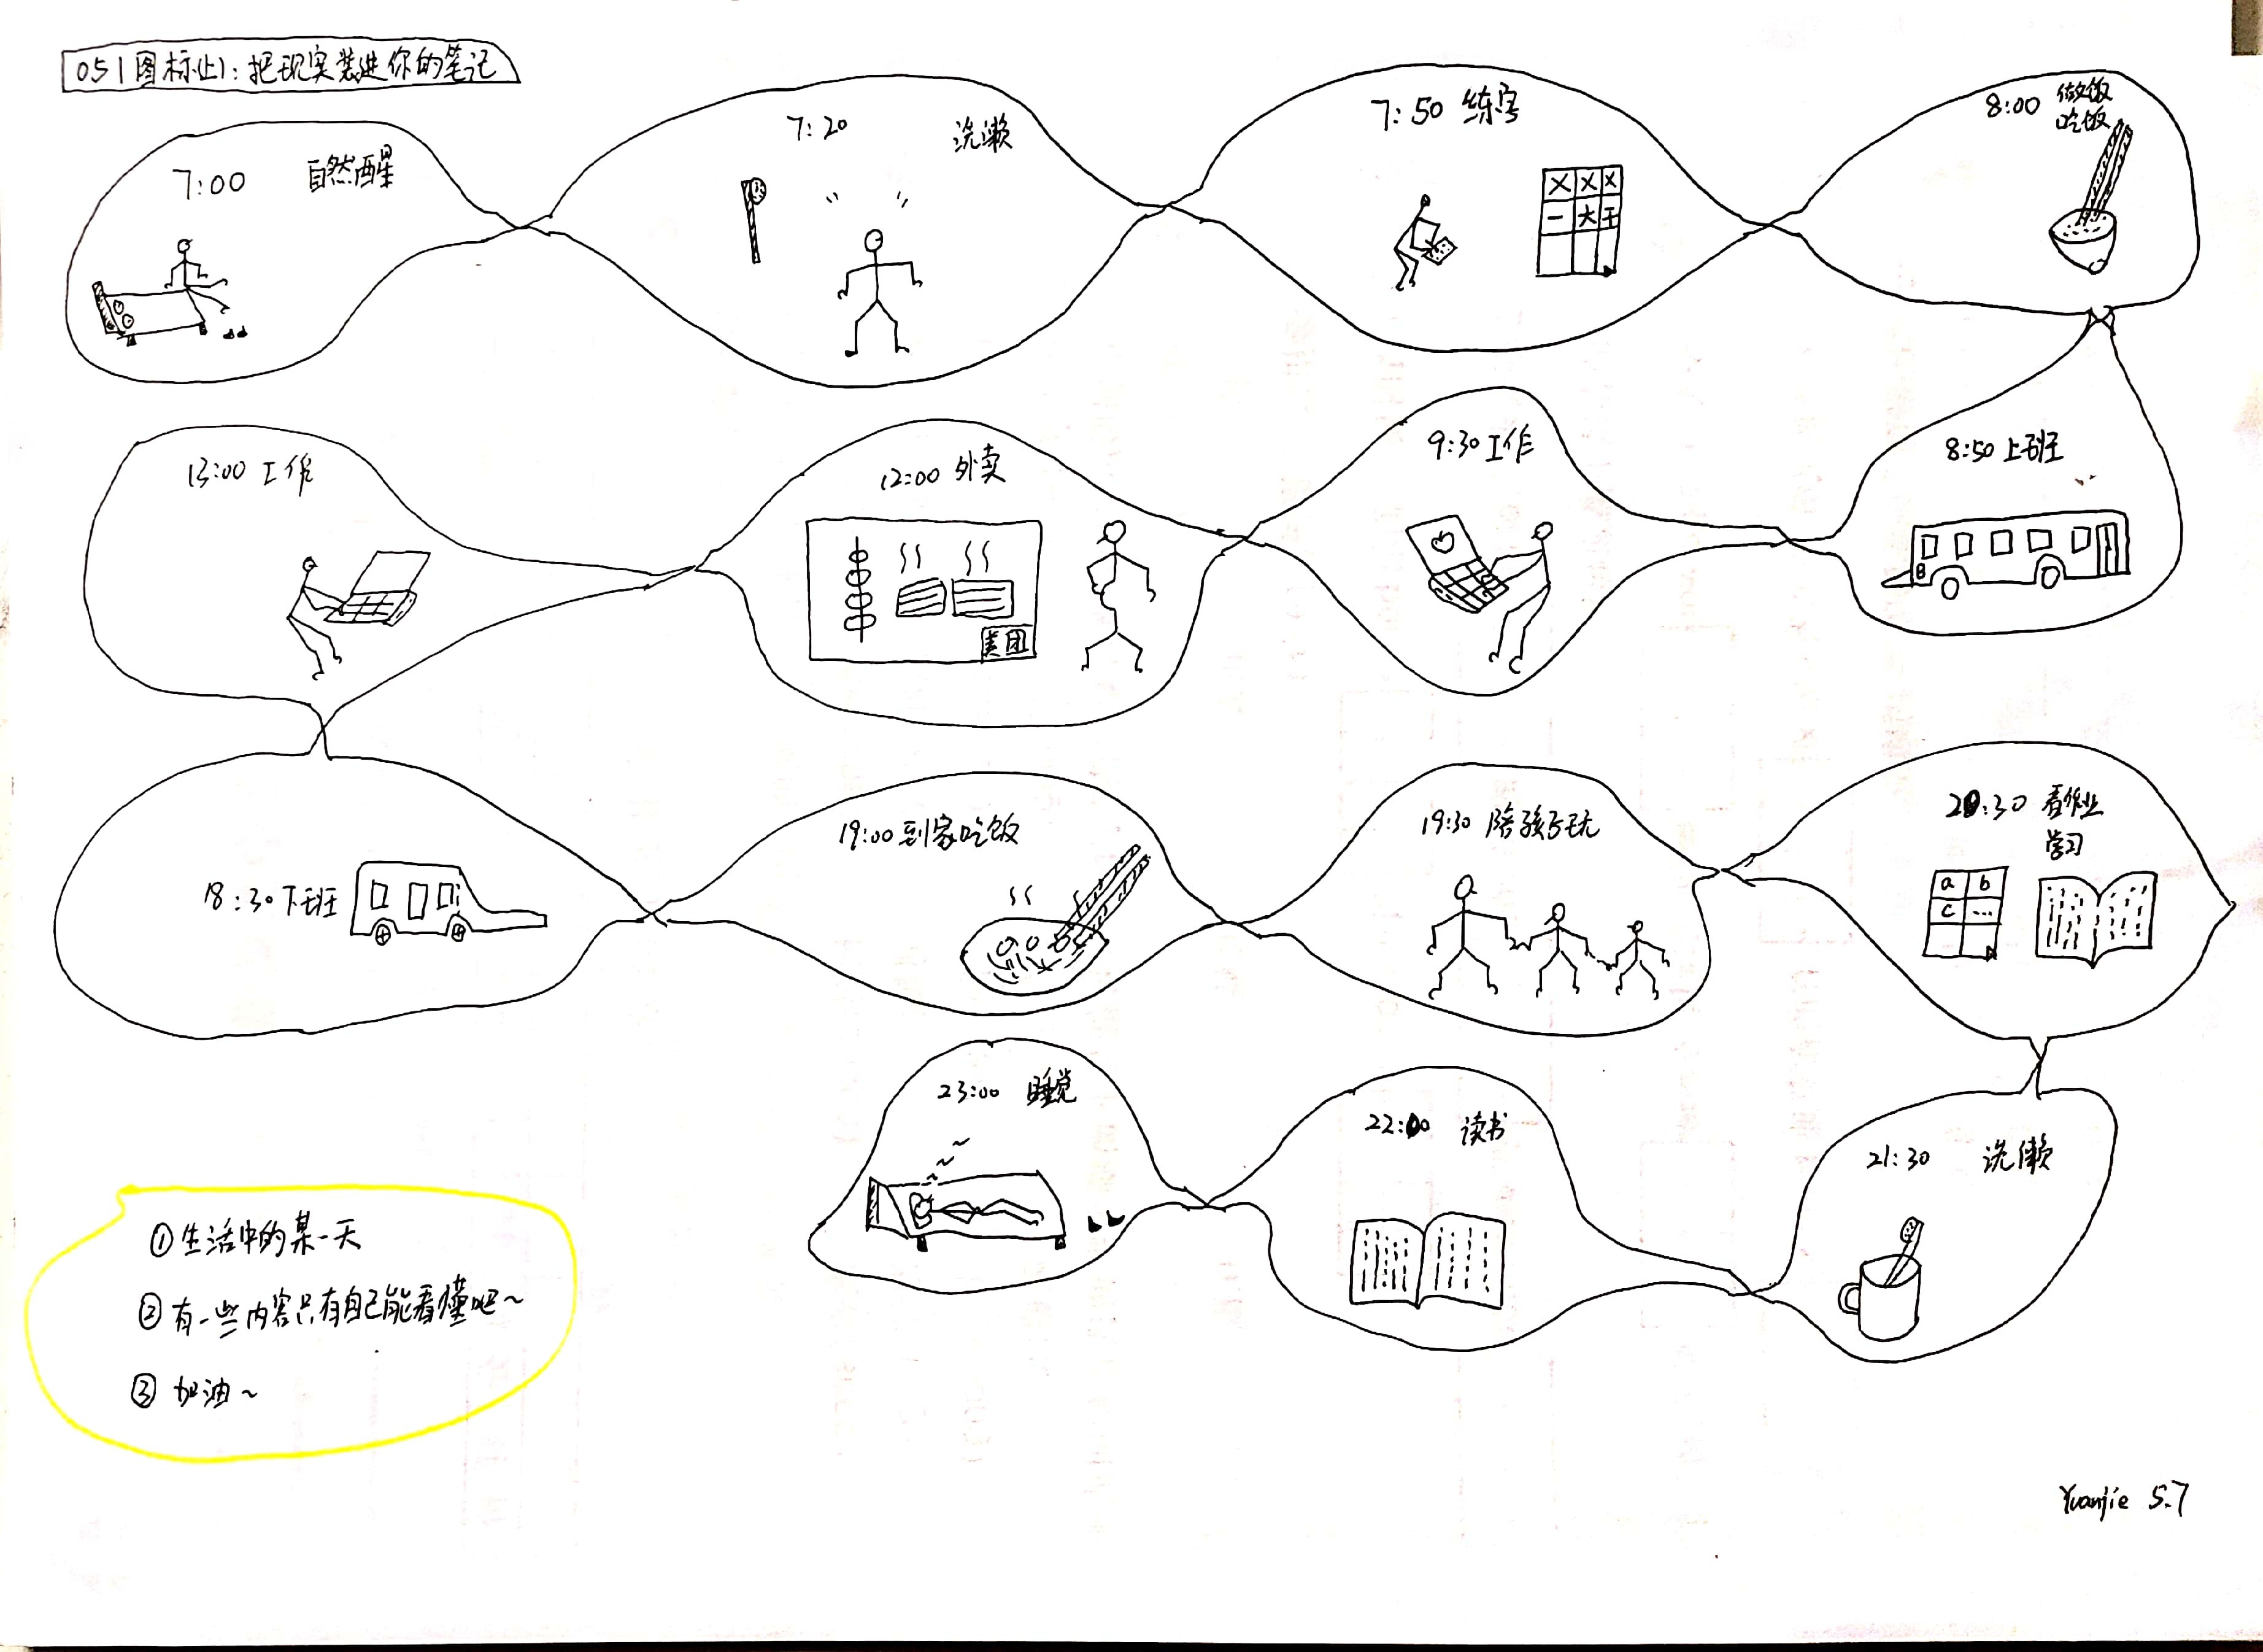 051图标(上): 把现实装进你的笔记
7:00 自然醒
7:20 洗漱
7:50 练字
X X X
一 大 王
8:00 做饭
吃饭
8:50 上班
B
9:30 工作
12:00 外卖
美团
13:00 工作
18:30 下班
19:00 到家吃饭
19:30 陪孩子玩
20:30 看作业
学习
a b
c ...
21:30 洗漱
22:00 读书
23:00 睡觉
① 生活中的某一天
② 有一些内容只有自己能看懂吧~
③ 加油~
Yuanjie 5.7